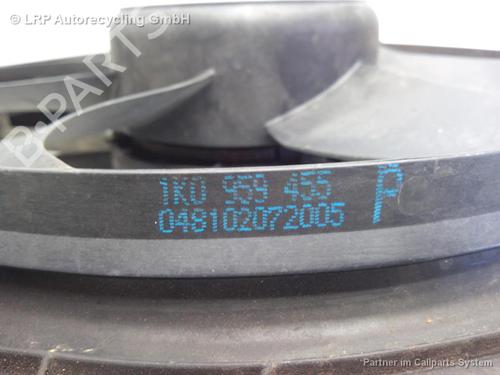 © LRP Autorecycling GmbH
B-PARTS
1K0 959 455 P
048102072005
Partner im Callparts System